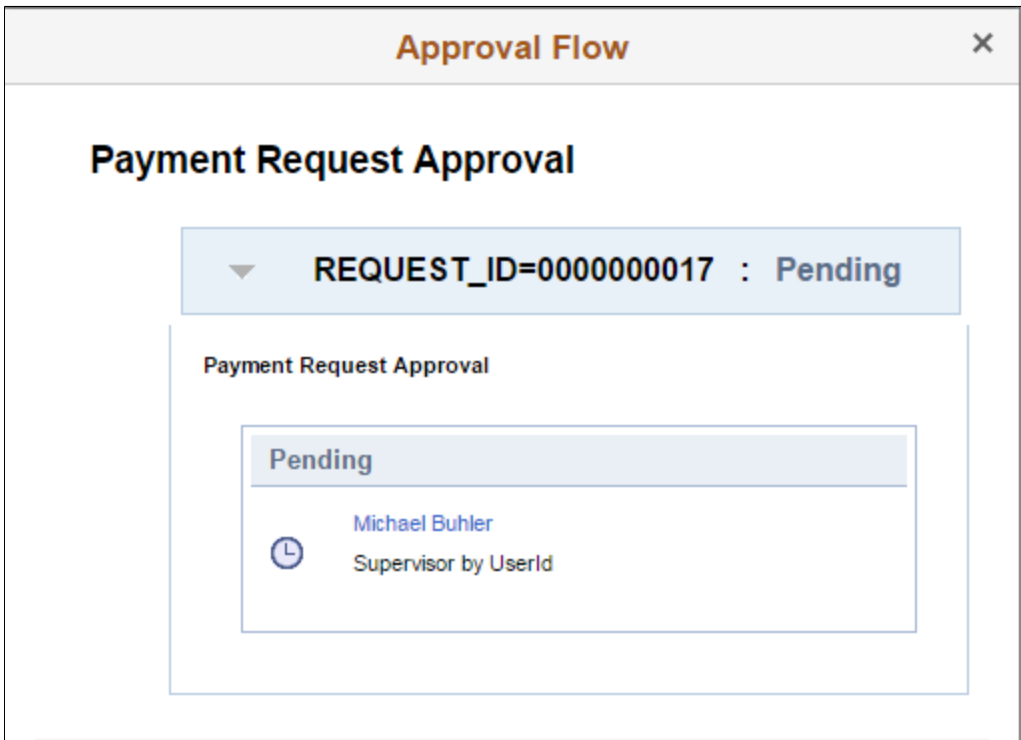 Approval Flow ×
Payment Request Approval
REQUEST_ID=0000000017 : Pending
Payment Request Approval
Pending
Michael Buhler
Supervisor by UserId